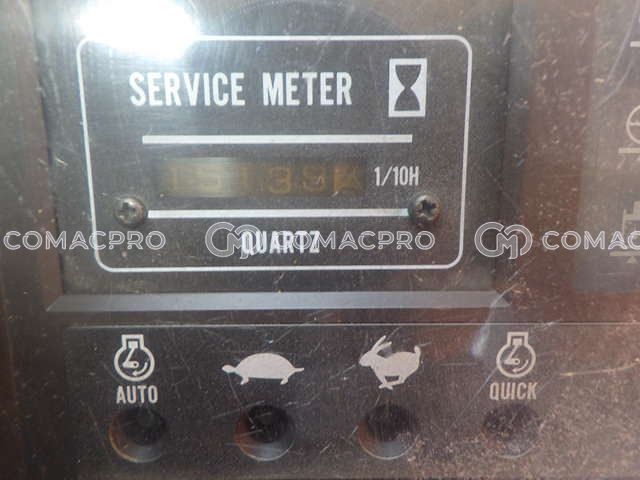 SERVICE METER
1/10H
QUARTZ
COMACPRO COMACPRO COMACPRO
AUTO
QUICK